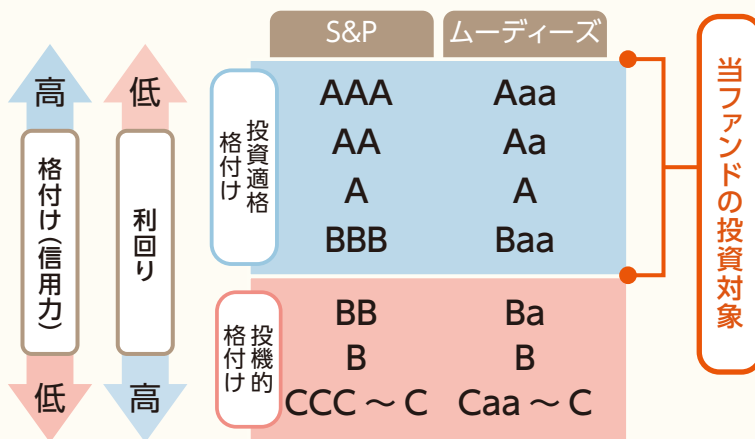 S&P
ムーディーズ
高
格付け(信用力)
低
低
利回り
高
投資適格
格付け
AAA
Aaa
AA
Aa
A
A
BBB
Baa
投機的
格付け
BB
Ba
B
B
CCC ～ C
Caa ～ C
当ファンドの投資対象